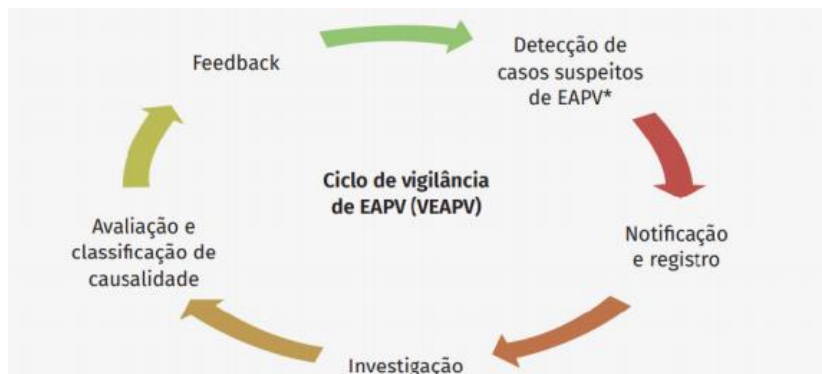 Feedback
Detecção de
casos suspeitos
de EAPV*
Ciclo de vigilância
de EAPV (VEAPV)
Notificação
e registro
Avaliação e
classificação de
causalidade
Investigação